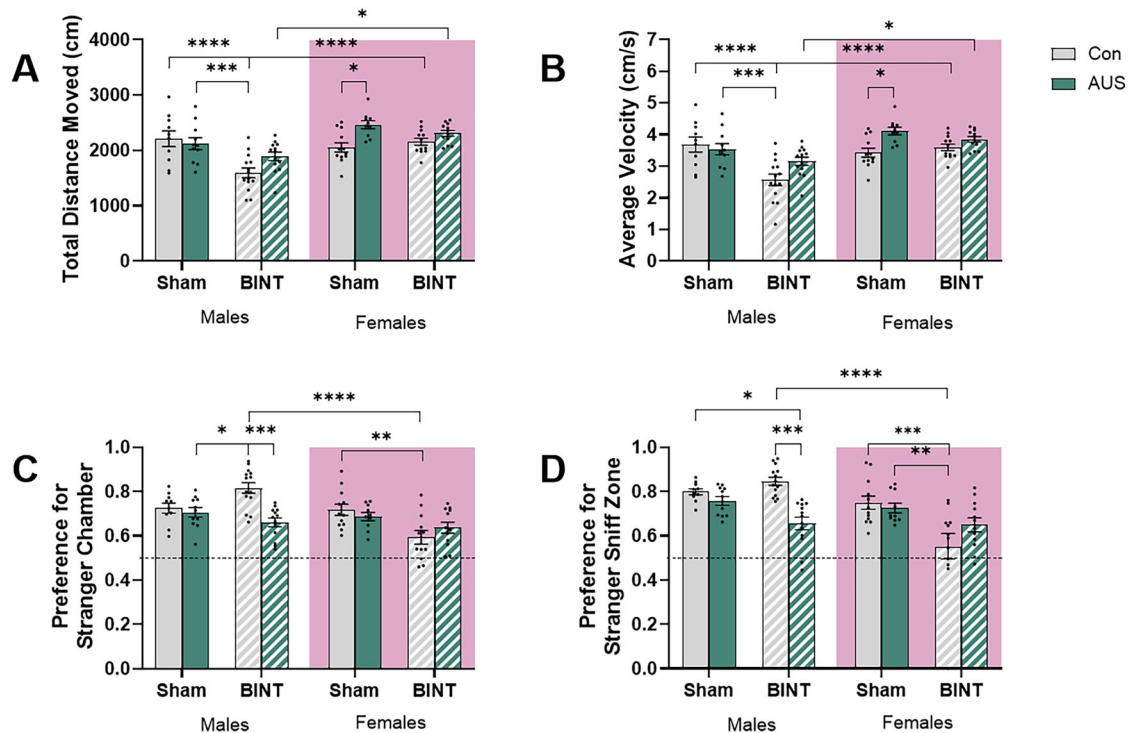 A
Total Distance Moved (cm)
4000
3000
2000
1000
0
****
***
****
*
*
Sham
BINT
Sham
BINT
Males
Females
B
Average Velocity (cm/s)
7
6
5
4
3
2
1
0
****
***
****
*
*
Sham
BINT
Sham
BINT
Males
Females
Con
AUS
C
Preference for
Stranger Chamber
1.0
0.8
0.6
0.4
0.2
0.0
****
*
***
**
Sham
BINT
Sham
BINT
Males
Females
D
Preference for
Stranger Sniff Zone
1.0
0.8
0.6
0.4
0.2
0.0
****
*
***
***
**
Sham
BINT
Sham
BINT
Males
Females